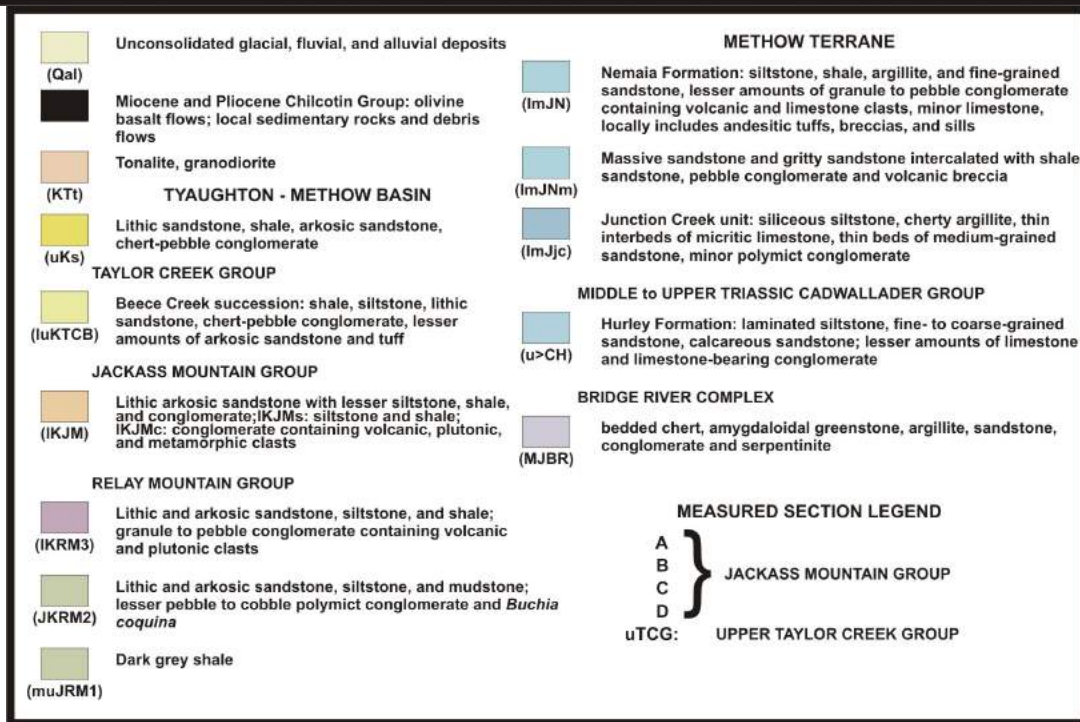 Unconsolidated glacial, fluvial, and alluvial deposits
(Qal)
Miocene and Pliocene Chilcotin Group: olivine
basalt flows; local sedimentary rocks and debris
flows
Tonalite, granodiorite
(KTt)
TYAUGHTON - METHOW BASIN
Lithic sandstone, shale, arkosic sandstone,
chert-pebble conglomerate
(uKs)
TAYLOR CREEK GROUP
Beece Creek succession: shale, siltstone, lithic
sandstone, chert-pebble conglomerate, lesser
amounts of arkosic sandstone and tuff
(luKTCB)
JACKASS MOUNTAIN GROUP
Lithic arkosic sandstone with lesser siltstone, shale,
and conglomerate;lKJMs: siltstone and shale;
lKJMc: conglomerate containing volcanic, plutonic,
and metamorphic clasts
(lKJM)
RELAY MOUNTAIN GROUP
Lithic and arkosic sandstone, siltstone, and shale;
granule to pebble conglomerate containing volcanic
and plutonic clasts
(lKRM3)
Lithic and arkosic sandstone, siltstone, and mudstone;
lesser pebble to cobble polymict conglomerate and Buchia
coquina
(JKRM2)
Dark grey shale
(muJRM1)
METHOW TERRANE
Nemaia Formation: siltstone, shale, argillite, and fine-grained
sandstone, lesser amounts of granule to pebble conglomerate
containing volcanic and limestone clasts, minor limestone,
locally includes andesitic tuffs, breccias, and sills
(lmJN)
Massive sandstone and gritty sandstone intercalated with shale
sandstone, pebble conglomerate and volcanic breccia
(lmJNm)
Junction Creek unit: siliceous siltstone, cherty argillite, thin
interbeds of micritic limestone, thin beds of medium-grained
sandstone, minor polymict conglomerate
(lmJjc)
MIDDLE to UPPER TRIASSIC CADWALLADER GROUP
Hurley Formation: laminated siltstone, fine- to coarse-grained
sandstone, calcareous sandstone; lesser amounts of limestone
and limestone-bearing conglomerate
(u>CH)
BRIDGE RIVER COMPLEX
bedded chert, amygdaloidal greenstone, argillite, sandstone,
conglomerate and serpentinite
(MJBR)
MEASURED SECTION LEGEND
A
B
C
D
} JACKASS MOUNTAIN GROUP
uTCG: UPPER TAYLOR CREEK GROUP